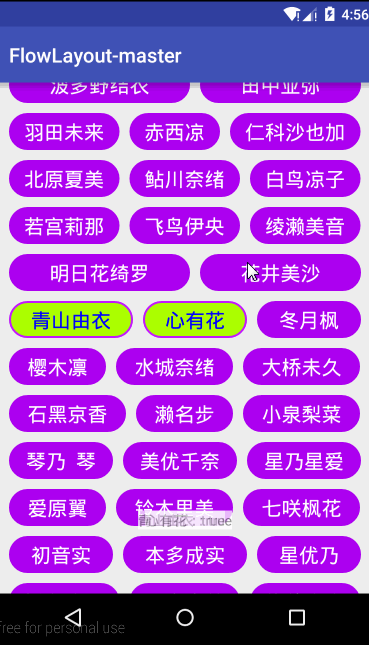 4:56
FlowLayout-master
波多野结衣 田中亚弥
羽田未来 赤西凉 仁科沙也加
北原夏美 鲇川奈绪 白鸟凉子
若宫莉那 飞鸟伊央 绫濑美音
明日花绮罗 井美沙
青山由衣 心有花 冬月枫
樱木凛 水城奈绪 大桥未久
石黑京香 濑名步 小泉梨菜
琴乃 琴 美优千奈 星乃星爱
爱原翼 铃木里美 七咲枫花
初音实 本多成实 星优乃
free for personal use